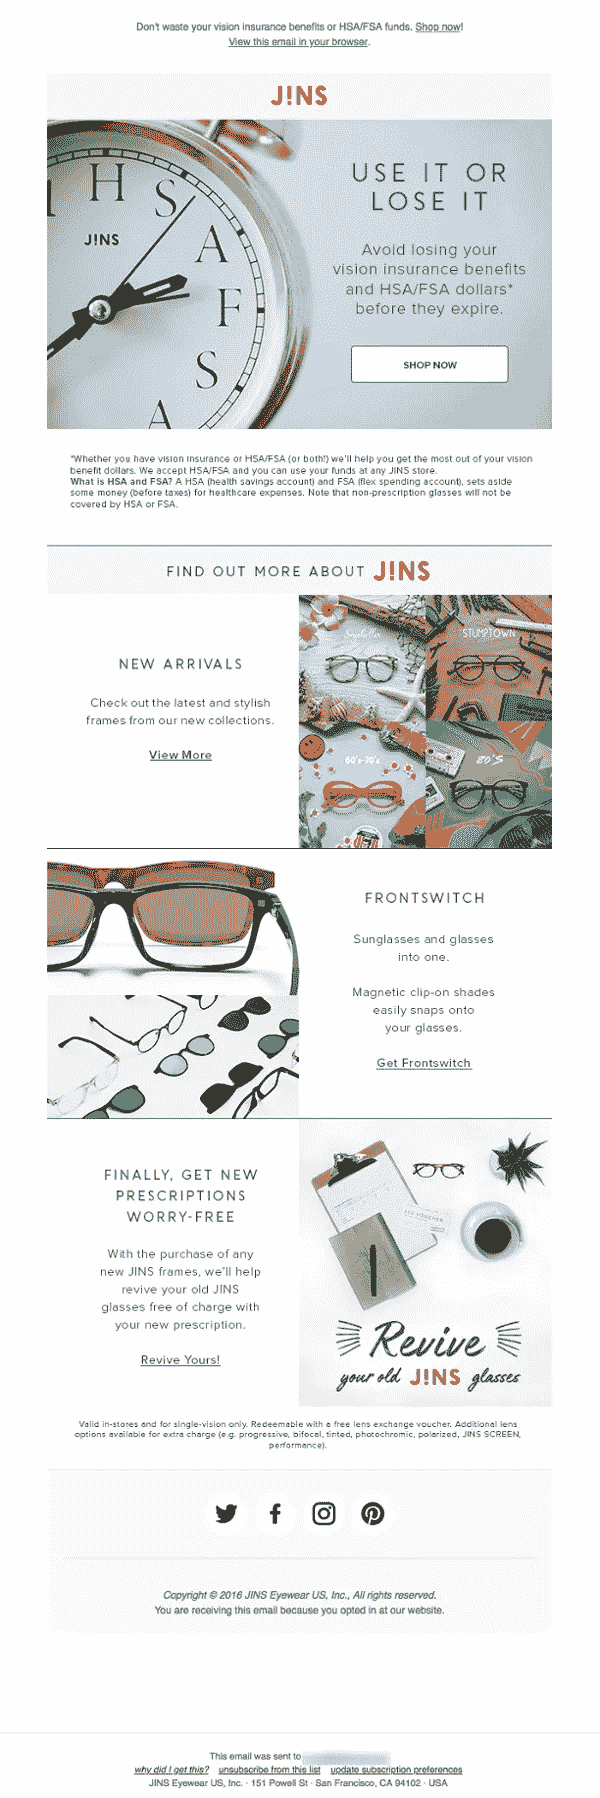 Don't waste your vision insurance benefits or HSA/FSA funds. Shop now!
View this email in your browser.
J!NS
H
S
A
F
S
A
J!NS
USE IT OR
LOSE IT
Avoid losing your
vision insurance benefits
and HSA/FSA dollars*
before they expire.
SHOP NOW
*Whether you have vision insurance or HSA/FSA (or both!) we'll help you get the most out of your vision
benefit dollars. We accept HSA/FSA and you can use your funds at any JINS store.
What is HSA and FSA? A HSA (health savings account) and FSA (flex spending account), sets aside
some money (before taxes) for healthcare expenses. Note that non-prescription glasses will not be
covered by HSA or FSA.
FIND OUT MORE ABOUT J!NS
NEW ARRIVALS
Check out the latest and stylish
frames from our new collections.
View More
Seychelles
STUMPTOWN
60's-70's
80'S
FRONTSWITCH
Sunglasses and glasses
into one.
Magnetic clip-on shades
easily snaps onto
your glasses.
Get Frontswitch
FINALLY, GET NEW
PRESCRIPTIONS
WORRY-FREE
With the purchase of any
new JINS frames, we'll help
revive your old JINS
glasses free of charge with
your new prescription.
Revive Yours!
Revive
your old J!NS glasses
Valid in-stores and for single-vision only. Redeemable with a free lens exchange voucher. Additional lens
options available for extra charge (e.g. progressive, bifocal, tinted, photochromic, polarized, JINS SCREEN,
performance).
Copyright © 2016 JINS Eyewear US, Inc., All rights reserved.
You are receiving this email because you opted in at our website.
This email was sent to
why did I get this? unsubscribe from this list update subscription preferences
JINS Eyewear US, Inc. · 151 Powell St · San Francisco, CA 94102 · USA